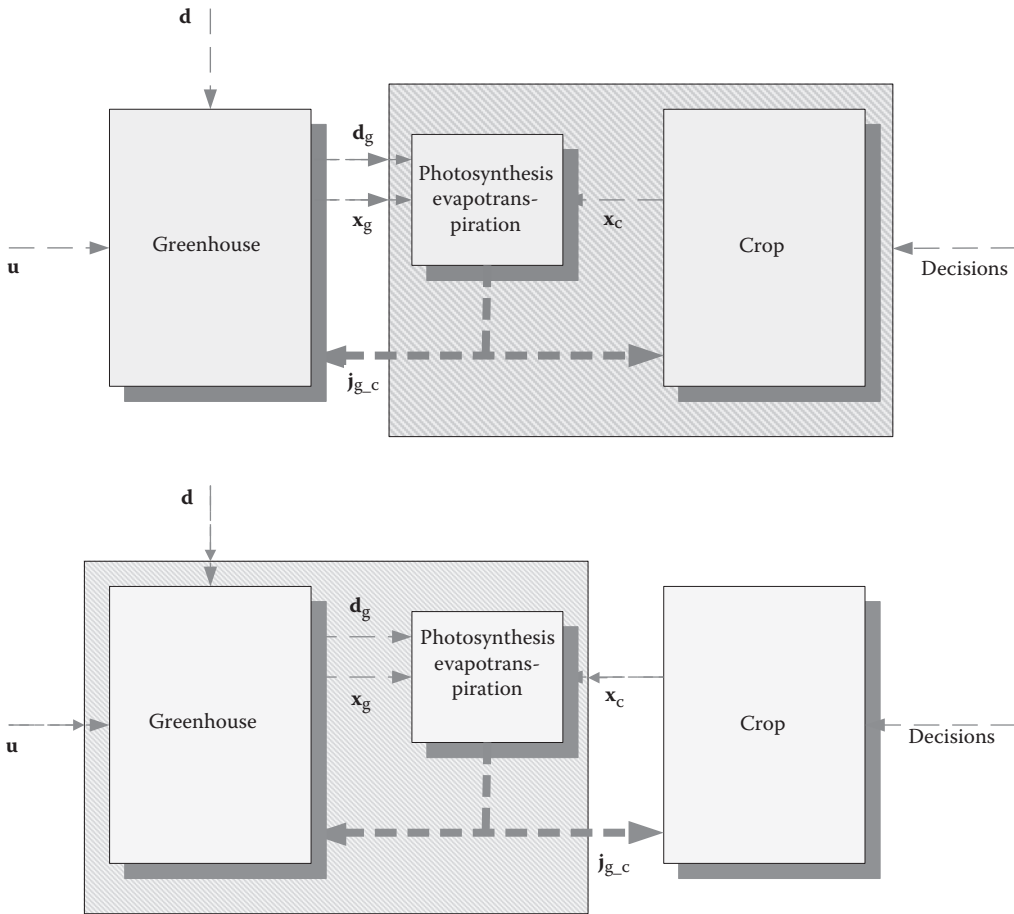 d
d_g
Photosynthesis
evapotrans-
piration
x_g
x_c
Greenhouse
Crop
u
Decisions
j_g_c
d
d_g
Photosynthesis
evapotrans-
piration
x_g
x_c
Greenhouse
Crop
u
Decisions
j_g_c